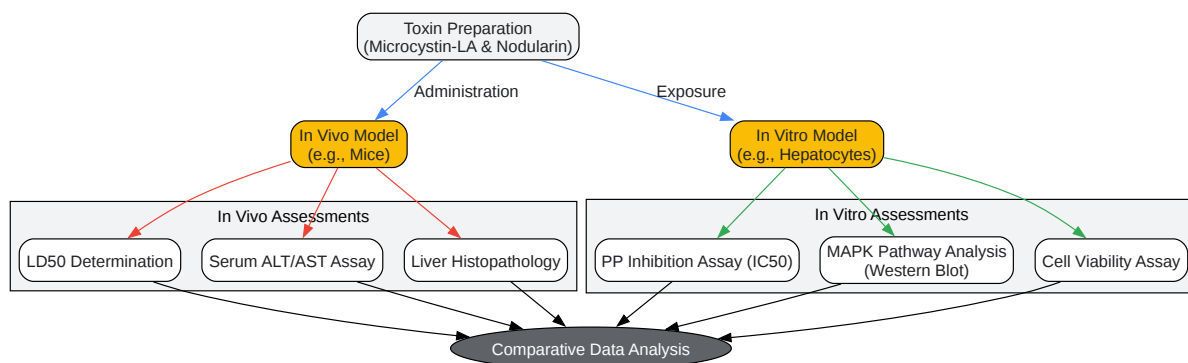 Toxin Preparation
(Microcystin-LA & Nodularin)
Administration
Exposure
In Vivo Model
(e.g., Mice)
In Vitro Model
(e.g., Hepatocytes)
In Vivo Assessments
In Vitro Assessments
LD50 Determination
Serum ALT/AST Assay
Liver Histopathology
PP Inhibition Assay (IC50)
MAPK Pathway Analysis
(Western Blot)
Cell Viability Assay
Comparative Data Analysis